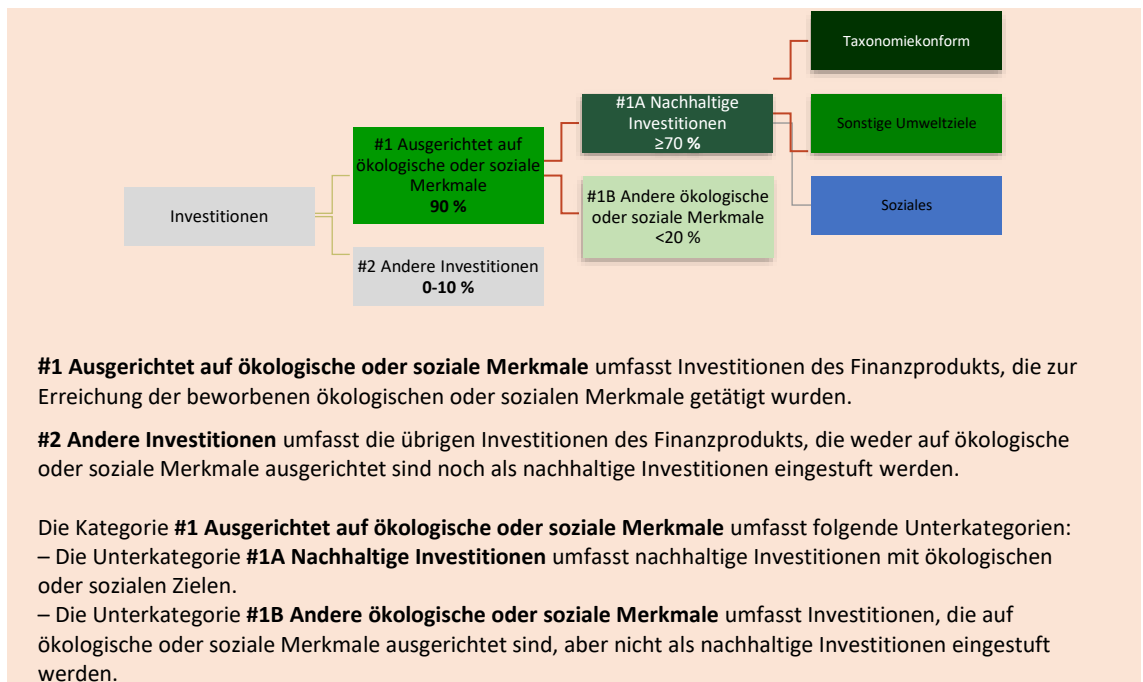 Taxonomiekonform
#1A Nachhaltige
Investitionen
≥70 %
Sonstige Umweltziele
#1 Ausgerichtet auf
ökologische oder soziale
Merkmale
90 %
#1B Andere ökologische
oder soziale Merkmale
<20 %
Soziales
Investitionen
#2 Andere Investitionen
0-10 %
#1 Ausgerichtet auf ökologische oder soziale Merkmale umfasst Investitionen des Finanzprodukts, die zur
Erreichung der beworbenen ökologischen oder sozialen Merkmale getätigt wurden.
#2 Andere Investitionen umfasst die übrigen Investitionen des Finanzprodukts, die weder auf ökologische
oder soziale Merkmale ausgerichtet sind noch als nachhaltige Investitionen eingestuft werden.
Die Kategorie #1 Ausgerichtet auf ökologische oder soziale Merkmale umfasst folgende Unterkategorien:
– Die Unterkategorie #1A Nachhaltige Investitionen umfasst nachhaltige Investitionen mit ökologischen
oder sozialen Zielen.
– Die Unterkategorie #1B Andere ökologische oder soziale Merkmale umfasst Investitionen, die auf
ökologische oder soziale Merkmale ausgerichtet sind, aber nicht als nachhaltige Investitionen eingestuft
werden.